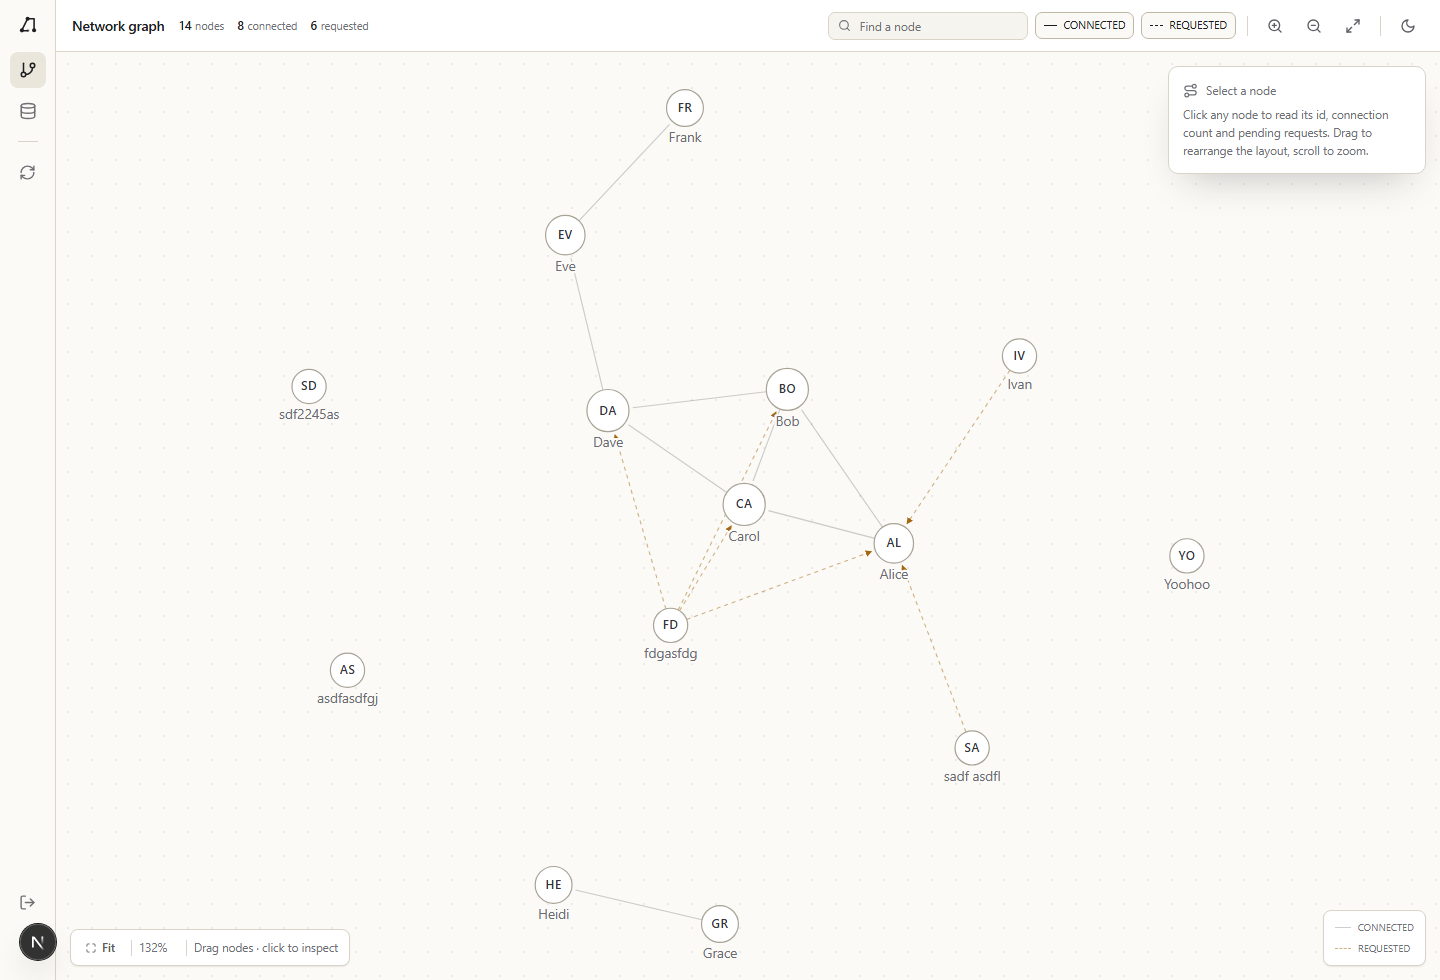 Network graph
14 nodes 8 connected 6 requested
Find a node
CONNECTED
REQUESTED
Select a node
Click any node to read its id, connection
count and pending requests. Drag to
rearrange the layout, scroll to zoom.
FR
Frank
EV
Eve
IV
Ivan
SD
sdf2245as
DA
Dave
BO
Bob
CA
Carol
AL
Alice
YO
Yoohoo
FD
fdgasfdg
AS
asdfasdfgj
SA
sadf asdfl
HE
Heidi
GR
Grace
N
Fit 132% Drag nodes · click to inspect
CONNECTED
REQUESTED